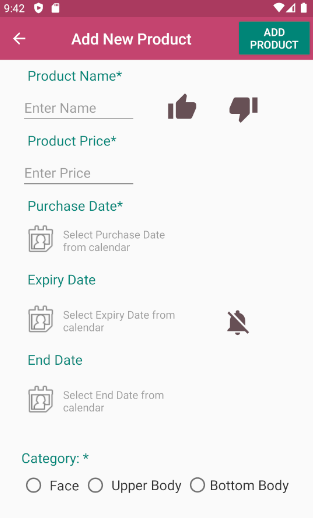 9:42
Add New Product
ADD
PRODUCT
Product Name*
Enter Name
Product Price*
Enter Price
Purchase Date*
Select Purchase Date
from calendar
Expiry Date
Select Expiry Date from
calendar
End Date
Select End Date from
calendar
Category: *
Face
Upper Body
Bottom Body